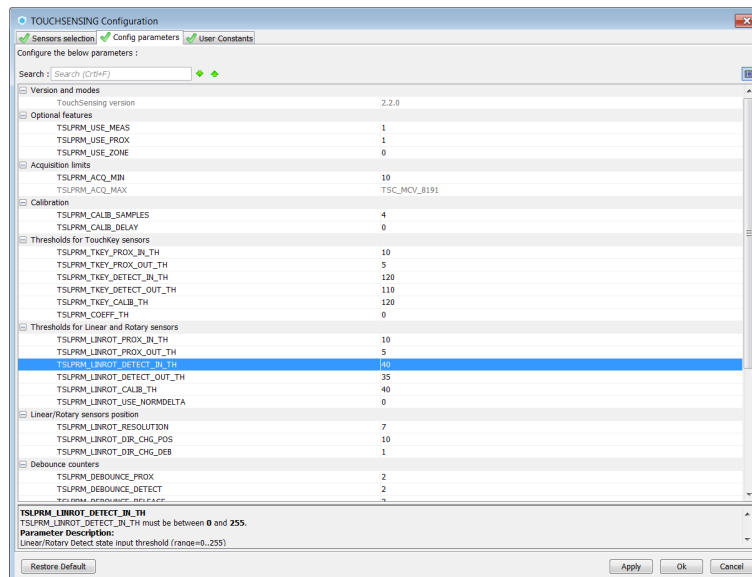 TOUCHSENSING Configuration
Sensors selection Config parameters User Constants
Configure the below parameters :
Search : Search (Crtl+F)
Version and modes
TouchSensing version 2.2.0
Optional features
TSLPRM_USE_MEAS 1
TSLPRM_USE_PROX 1
TSLPRM_USE_ZONE 0
Acquisition limits
TSLPRM_ACQ_MIN 10
TSLPRM_ACQ_MAX TSC_MCV_8191
Calibration
TSLPRM_CALIB_SAMPLES 4
TSLPRM_CALIB_DELAY 0
Thresholds for TouchKey sensors
TSLPRM_TKEY_PROX_IN_TH 10
TSLPRM_TKEY_PROX_OUT_TH 5
TSLPRM_TKEY_DETECT_IN_TH 120
TSLPRM_TKEY_DETECT_OUT_TH 110
TSLPRM_TKEY_CALIB_TH 120
TSLPRM_COEFF_TH 0
Thresholds for Linear and Rotary sensors
TSLPRM_LINROT_PROX_IN_TH 10
TSLPRM_LINROT_PROX_OUT_TH 5
TSLPRM_LINROT_DETECT_IN_TH 40
TSLPRM_LINROT_DETECT_OUT_TH 35
TSLPRM_LINROT_CALIB_TH 40
TSLPRM_LINROT_USE_NORMDELTA 0
Linear/Rotary sensors position
TSLPRM_LINROT_RESOLUTION 7
TSLPRM_LINROT_DIR_CHG_POS 10
TSLPRM_LINROT_DIR_CHG_DEB 1
Debounce counters
TSLPRM_DEBOUNCE_PROX 2
TSLPRM_DEBOUNCE_DETECT 2
TSLPRM_DEBOUNCE_RELEASE 2
TSLPRM_LINROT_DETECT_IN_TH
TSLPRM_LINROT_DETECT_IN_TH must be between 0 and 255.
Parameter Description:
Linear/Rotary Detect state input threshold (range=0..255)
Restore Default Apply Ok Cancel